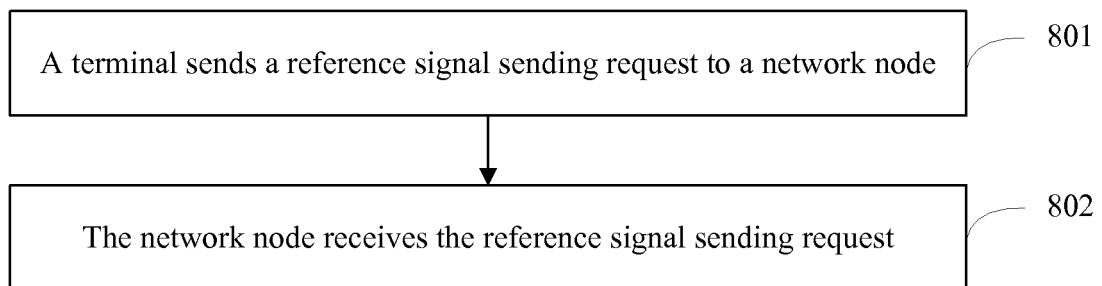 A terminal sends a reference signal sending request to a network node
801
The network node receives the reference signal sending request
802